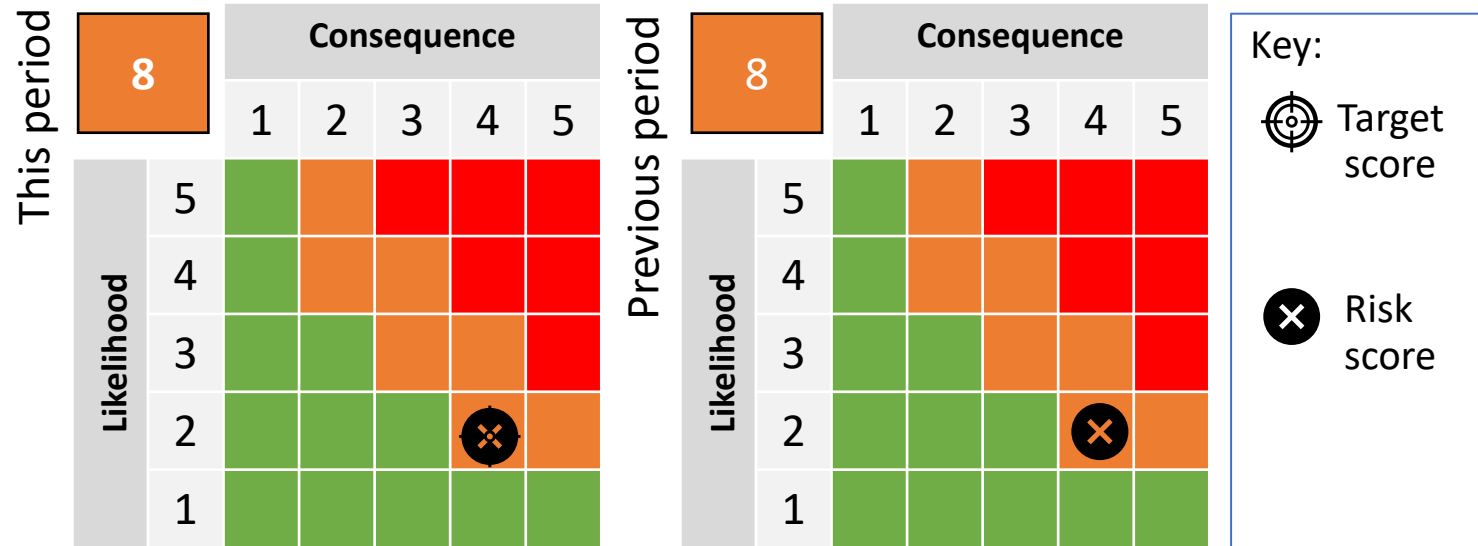 This period
8
Consequence
1 2 3 4 5
Likelihood
5
4
3
2
1
Previous period
8
Consequence
1 2 3 4 5
Likelihood
5
4
3
2
1
Key:
Target
score
Risk
score